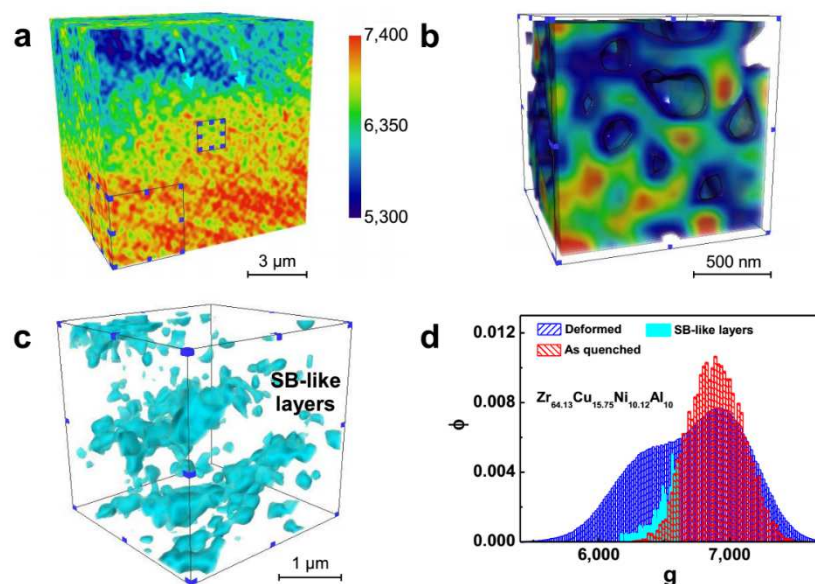 a
7,400
6,350
5,300
3 μm
b
500 nm
c
SB-like
layers
1 μm
d
0.012
0.008
0.004
0.000
ϕ
Deformed
SB-like layers
As quenched
Zr64.13Cu15.75Ni10.12Al10
6,000
7,000
g